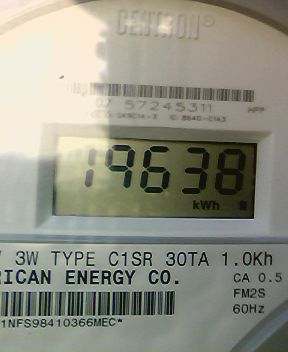 CENTRON®
07 57245311
19638
kWh
3W TYPE C1SR 30TA 1.0Kh
RICAN ENERGY CO.
CA 0.5
FM2S
60Hz
1NFS98410366MEC*